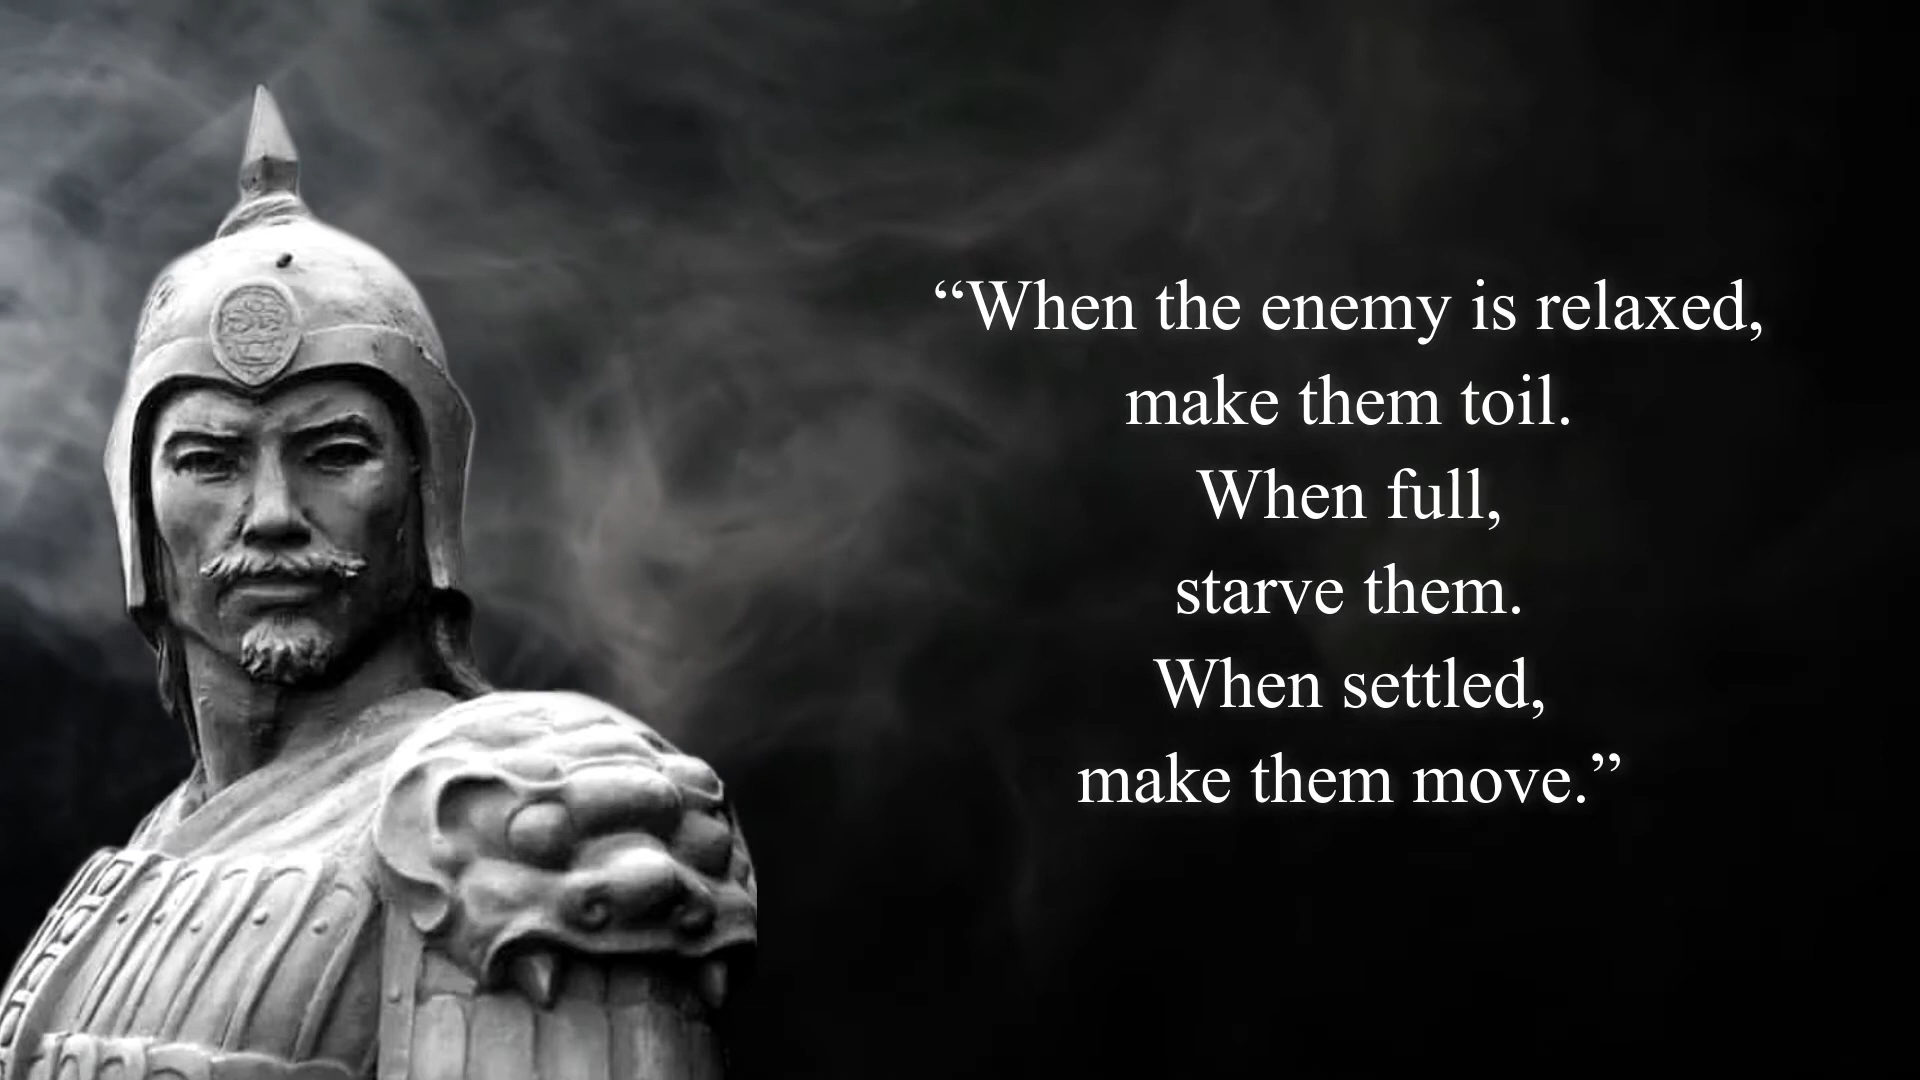 “When the enemy is relaxed,
make them toil.
When full,
starve them.
When settled,
make them move.”